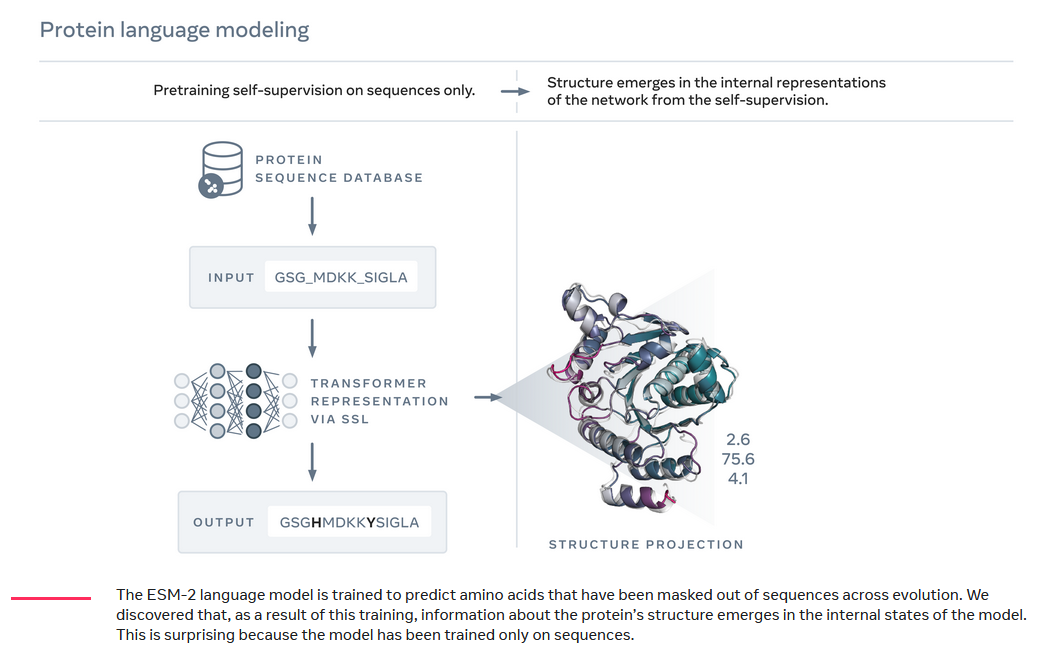 Protein language modeling
Pretraining self-supervision on sequences only.
Structure emerges in the internal representations
of the network from the self-supervision.
PROTEIN
SEQUENCE DATABASE
INPUT GSG_MDKK_SIGLA
TRANSFORMER
REPRESENTATION
VIA SSL
2.6
75.6
4.1
OUTPUT GSGHMDKKYSIGLA
STRUCTURE PROJECTION
The ESM-2 language model is trained to predict amino acids that have been masked out of sequences across evolution. We
discovered that, as a result of this training, information about the protein's structure emerges in the internal states of the model.
This is surprising because the model has been trained only on sequences.